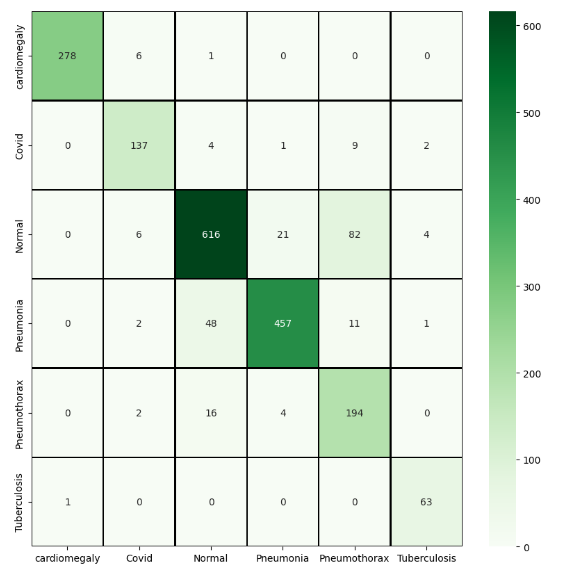 cardiomegaly 278 6 1 0 0 0
Covid 0 137 4 1 9 2
Normal 0 6 616 21 82 4
Pneumonia 0 2 48 457 11 1
Pneumothorax 0 2 16 4 194 0
Tuberculosis 1 0 0 0 0 63
cardiomegaly Covid Normal Pneumonia Pneumothorax Tuberculosis
600
500
400
300
200
100
0